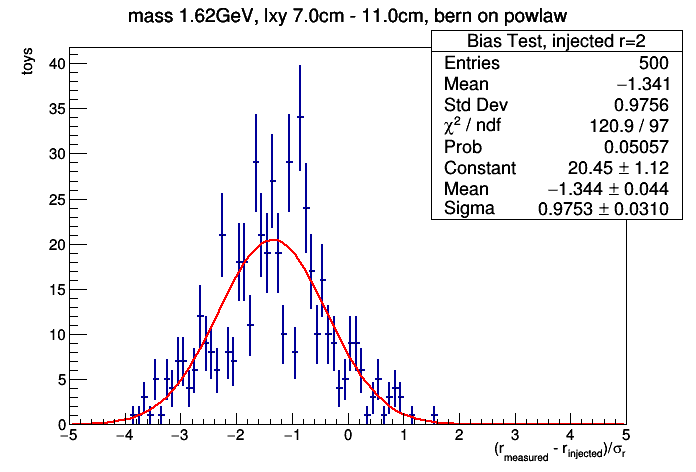 mass 1.62GeV, lxy 7.0cm - 11.0cm, bern on powlaw
toys
Bias Test, injected r=2
Entries 500
Mean −1.341
Std Dev 0.9756
χ² / ndf 120.9 / 97
Prob 0.05057
Constant 20.45 ± 1.12
Mean −1.344 ± 0.044
Sigma 0.9753 ± 0.0310
40
35
30
25
20
15
10
5
0
−5 −4 −3 −2 −1 0 1 2 3 4 5
(r_measured - r_injected)/σ_r